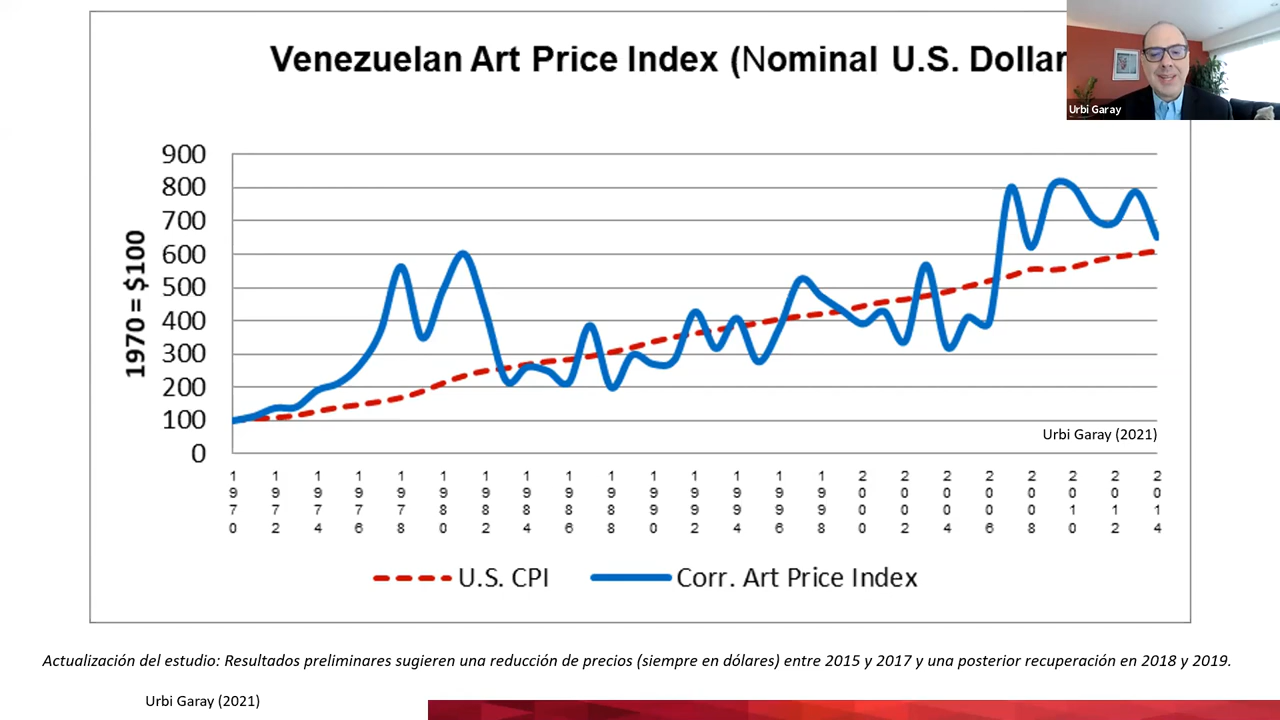 Venezuelan Art Price Index (Nominal U.S. Dollar
Urbi Garay
900
800
700
600
500
400
300
200
100
0
1970 = $100
Urbi Garay (2021)
1970 1972 1974 1976 1978 1980 1982 1984 1986 1988 1990 1992 1994 1996 1998 2000 2002 2004 2006 2008 2010 2012 2014
U.S. CPI Corr. Art Price Index
Actualización del estudio: Resultados preliminares sugieren una reducción de precios (siempre en dólares) entre 2015 y 2017 y una posterior recuperación en 2018 y 2019.
Urbi Garay (2021)